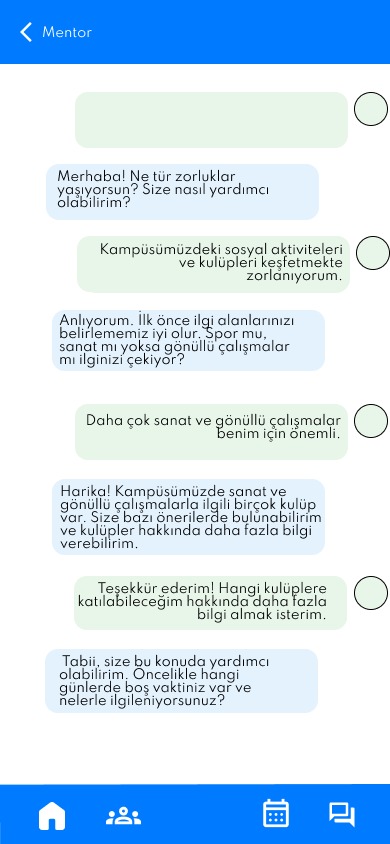 Mentor
Merhaba! Ne tür zorluklar
yaşıyorsun? Size nasıl yardımcı
olabilirim?
Kampüsümüzdeki sosyal aktiviteleri
ve kulüpleri keşfetmekte
zorlanıyorum.
Anlıyorum. İlk önce ilgi alanlarınızı
belirlememiz iyi olur. Spor mu,
sanat mı yoksa gönüllü çalışmalar
mı ilginizi çekiyor?
Daha çok sanat ve gönüllü çalışmalar
benim için önemli.
Harika! Kampüsümüzde sanat ve
gönüllü çalışmalarla ilgili birçok kulüp
var. Size bazı önerilerde bulunabilirim
ve kulüpler hakkında daha fazla bilgi
verebilirim.
Teşekkür ederim! Hangi kulüplere
katılabileceğim hakkında daha fazla
bilgi almak isterim.
Tabii, size bu konuda yardımcı
olabilirim. Öncelikle hangi
günlerde boş vaktiniz var ve
nelerle ilgileniyorsunuz?